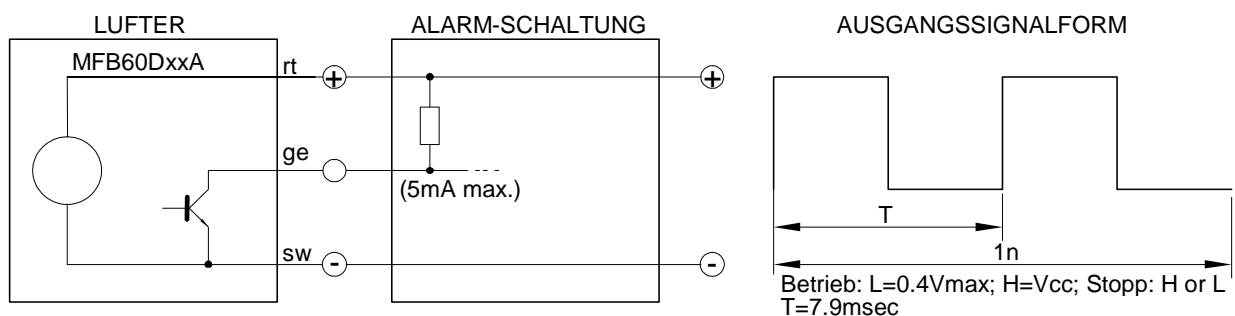 LUFTER
ALARM-SCHALTUNG
AUSGANGSSIGNALFORM
MFB60DxxA
rt
+
+
ge
(5mA max.)
sw
-
-
T
1n
Betrieb: L=0.4Vmax; H=Vcc; Stopp: H or L
T=7.9msec